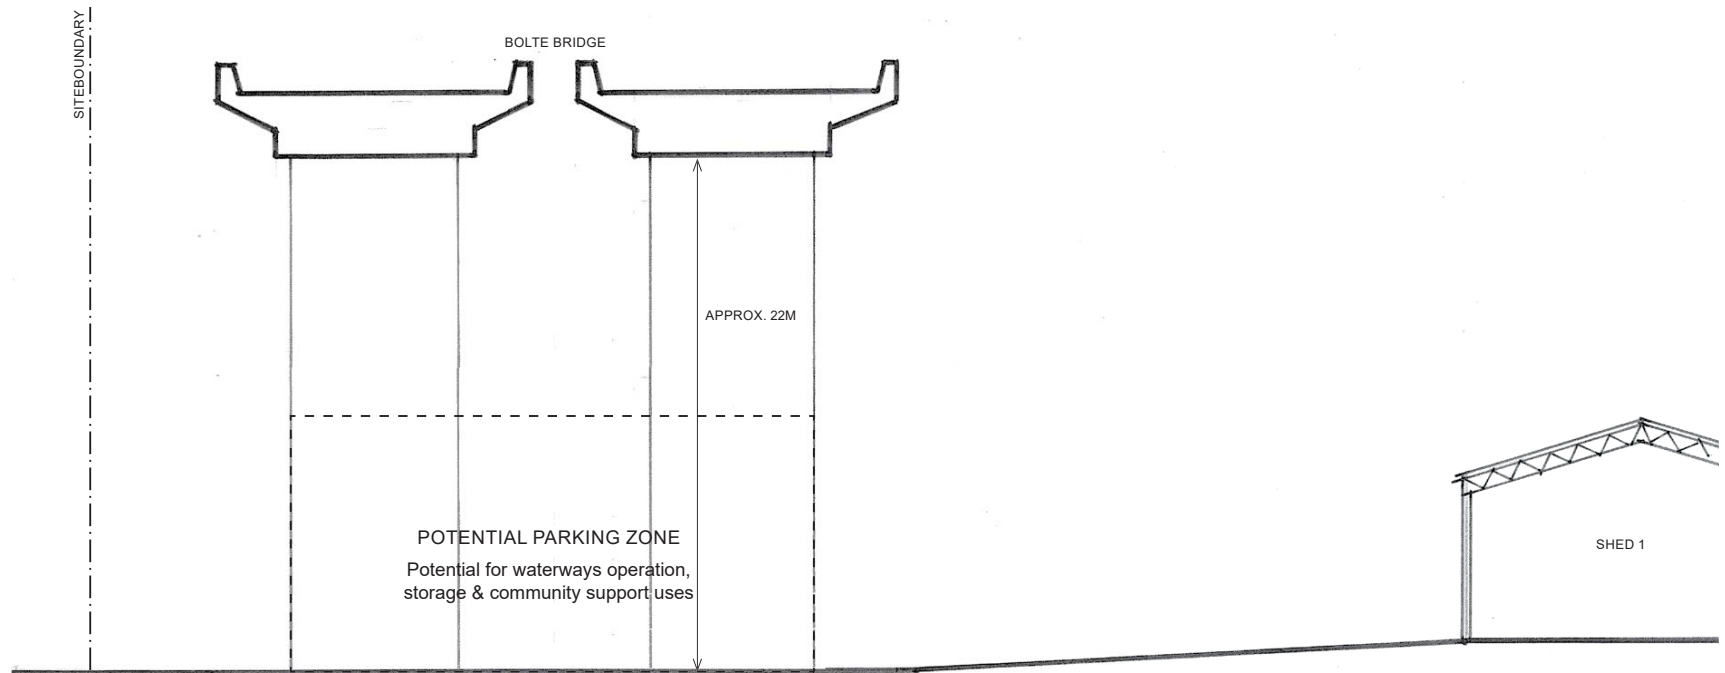 SITEBOUNDARY
BOLTE BRIDGE
APPROX. 22M
POTENTIAL PARKING ZONE
Potential for waterways operation,
storage & community support uses
SHED 1